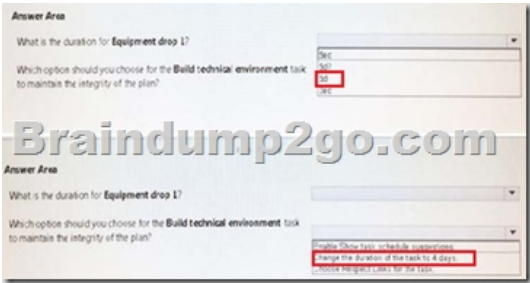 Answer Area
What is the duration for Equipment drop 1?
Which option should you choose for the Build technical environment task
to maintain the integrity of the plan?
Braindump2go.com
Answer Area
What is the duration for Equipment drop 1?
Which option should you choose for the Build technical environment task
to maintain the integrity of the plan?
Enable Show task schedule suggestions
Change the duration of the task to 4 days.
Choose Respect Links for the task.